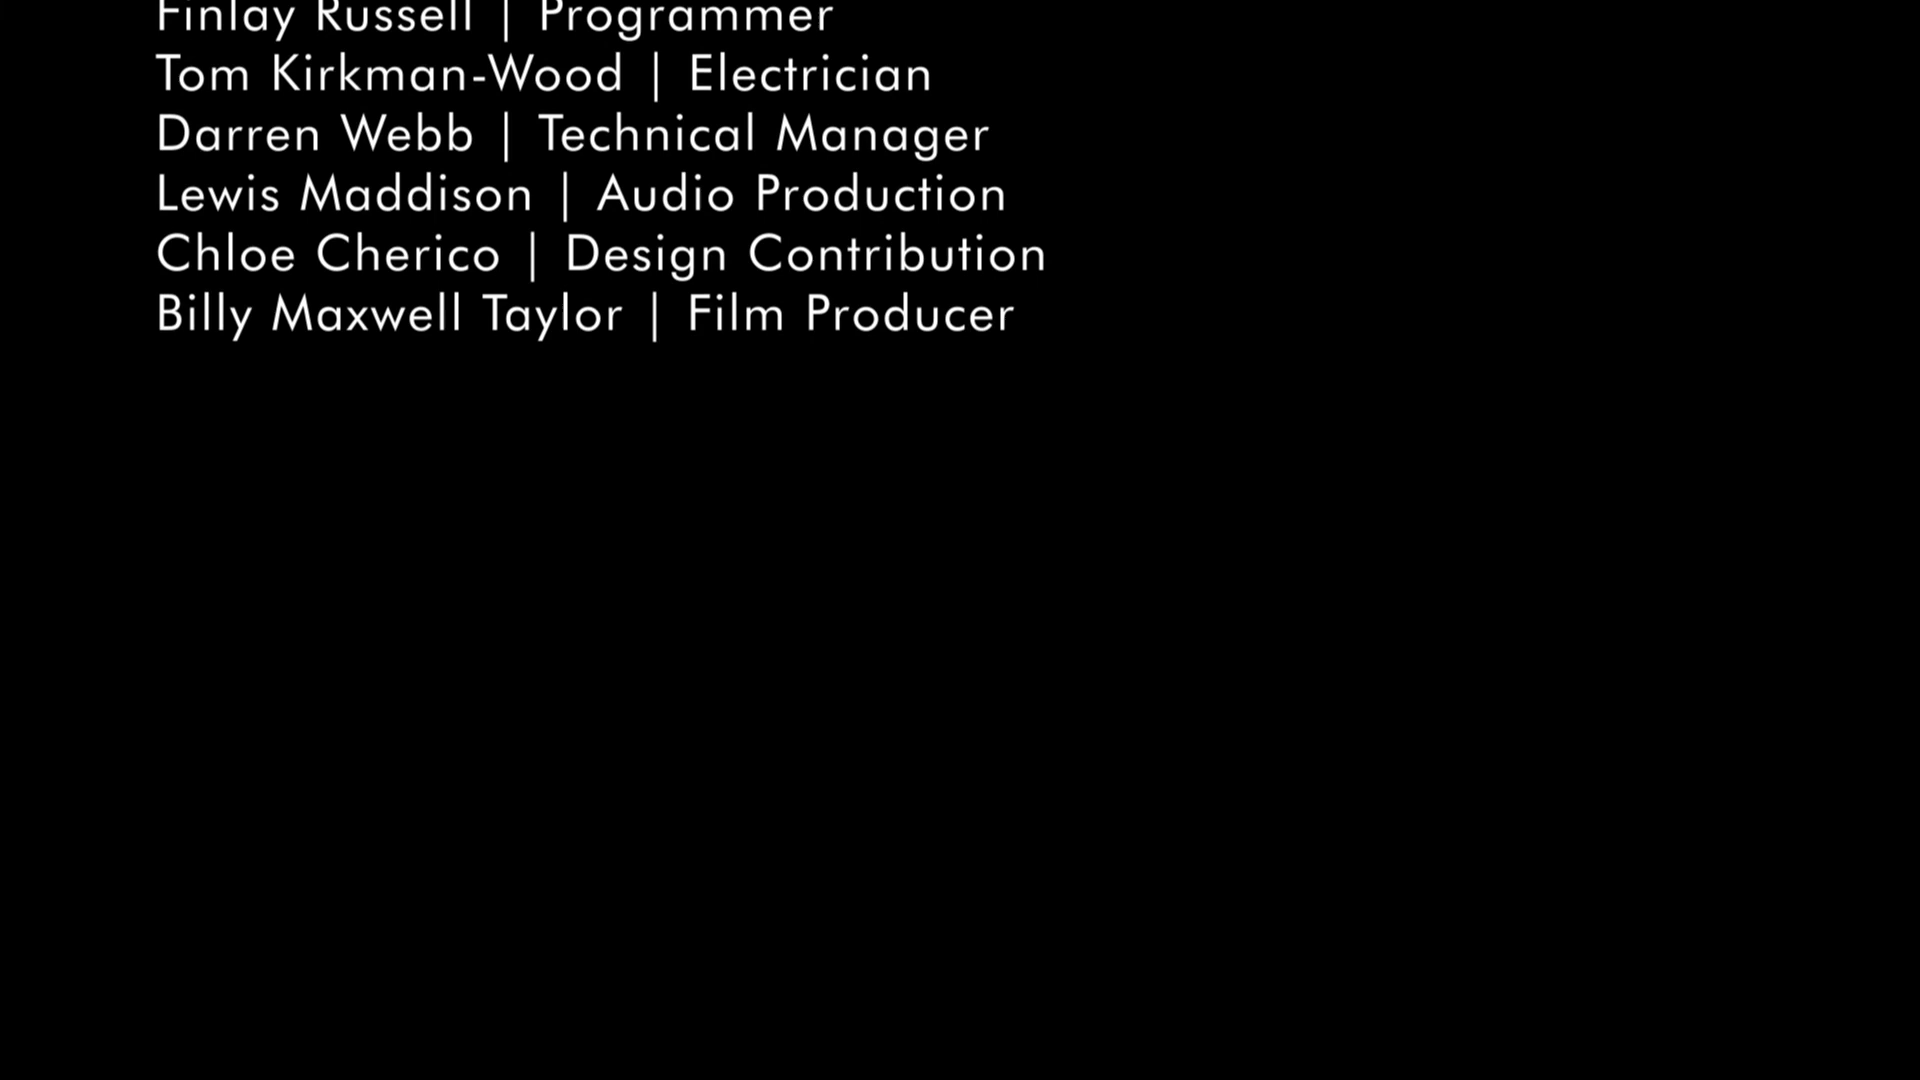 Finlay Russell | Programmer
Tom Kirkman-Wood | Electrician
Darren Webb | Technical Manager
Lewis Maddison | Audio Production
Chloe Cherico | Design Contribution
Billy Maxwell Taylor | Film Producer